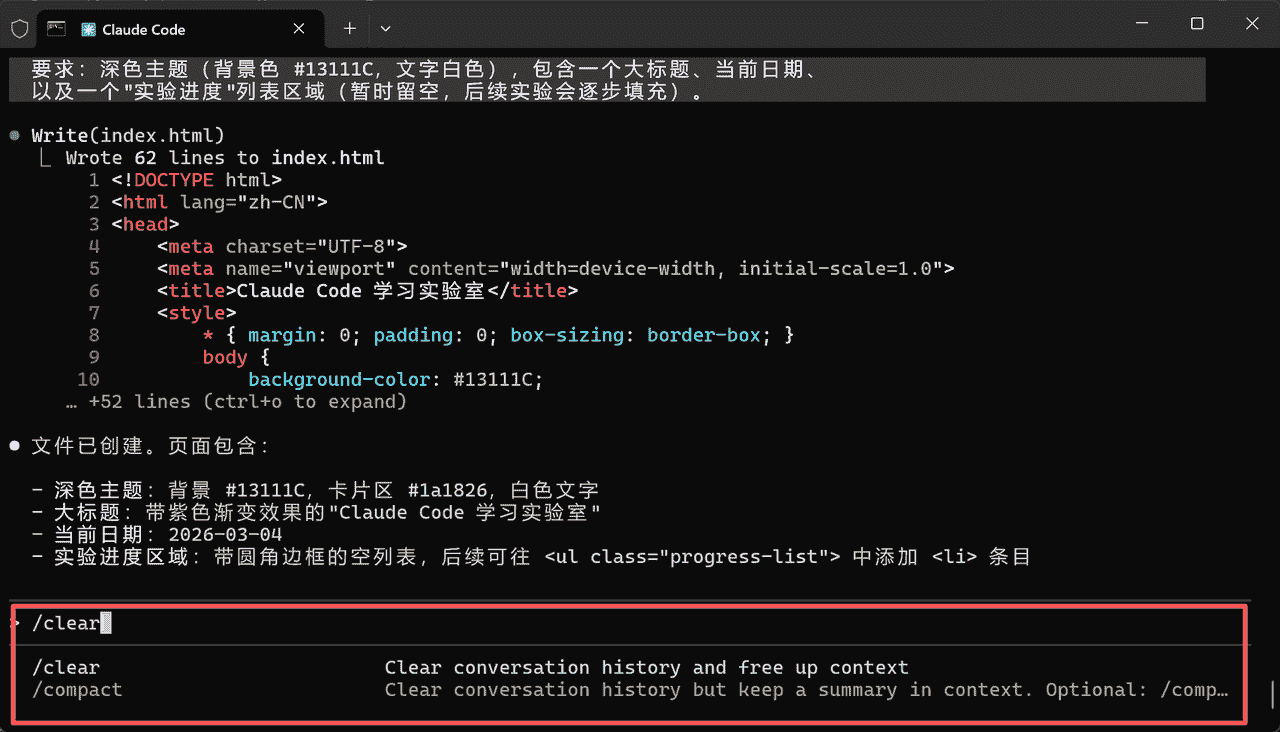 Claude Code
要求：深色主题（背景色 #13111C，文字白色），包含一个大标题、当前日期、
以及一个"实验进度"列表区域（暂时留空，后续实验会逐步填充）。
● Write(index.html)
⎿ Wrote 62 lines to index.html
1 <!DOCTYPE html>
2 <html lang="zh-CN">
3 <head>
4 <meta charset="UTF-8">
5 <meta name="viewport" content="width=device-width, initial-scale=1.0">
6 <title>Claude Code 学习实验室</title>
7 <style>
8 * { margin: 0; padding: 0; box-sizing: border-box; }
9 body {
10 background-color: #13111C;
… +52 lines (ctrl+o to expand)
● 文件已创建。页面包含：
- 深色主题：背景 #13111C，卡片区 #1a1826，白色文字
- 大标题：带紫色渐变效果的"Claude Code 学习实验室"
- 当前日期：2026-03-04
- 实验进度区域：带圆角边框的空列表，后续可往 <ul class="progress-list"> 中添加 <li> 条目
> /clear
/clear Clear conversation history and free up context
/compact Clear conversation history but keep a summary in context. Optional: /comp…